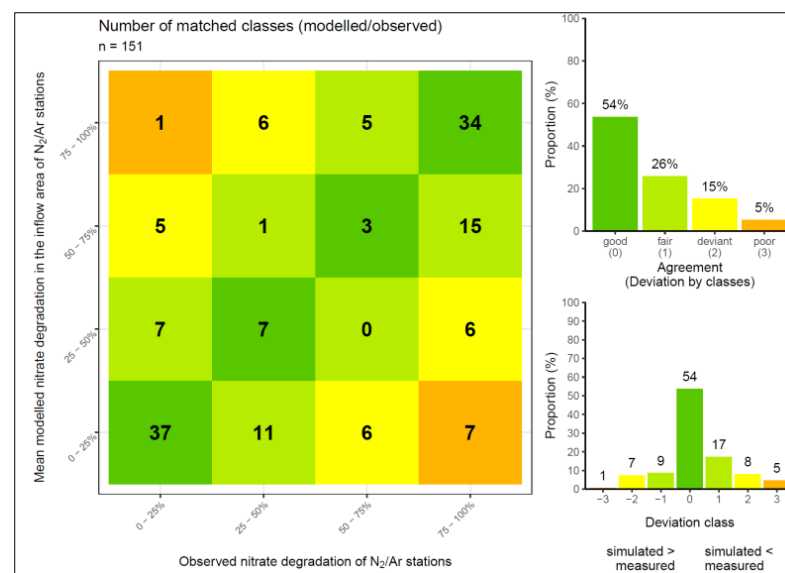 Number of matched classes (modelled/observed)
n = 151
Mean modelled nitrate degradation in the inflow area of N₂/Ar stations
75 – 100%
1 6 5 34
50 – 75%
5 1 3 15
25 – 50%
7 7 0 6
0 – 25%
37 11 6 7
0 – 25% 25 – 50% 50 – 75% 75 – 100%
Observed nitrate degradation of N₂/Ar stations
Proportion (%)
100
80
60
40
20
0
54% 26% 15% 5%
good fair deviant poor
(0) (1) (2) (3)
Agreement
(Deviation by classes)
Proportion (%)
100
90
80
70
60
50
40
30
20
10
0
1 7 9 54 17 8 5
−3 −2 −1 0 1 2 3
Deviation class
simulated > simulated <
measured measured